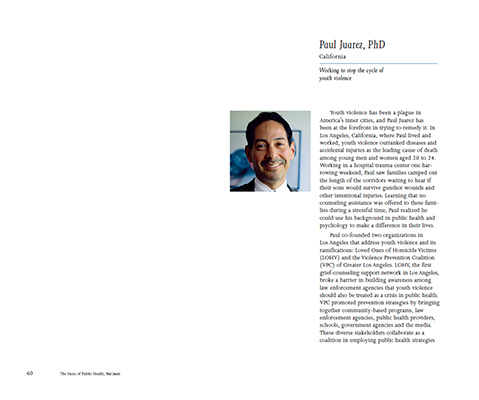 Paul Juarez, PhD
California
Working to stop the cycle of
youth violence
Youth violence has been a plague in
America's inner cities, and Paul Juarez has
been at the forefront in trying to remedy it. In
Los Angeles, California, where Paul lived and
worked, youth violence outranked diseases and
accidental injuries as the leading cause of death
among young men and women aged 20 to 24.
Working in a hospital trauma center one har-
rowing weekend, Paul saw families camped out
the length of the corridors waiting to hear if
their sons would survive gunshot wounds and
other intentional injuries. Learning that no
counseling assistance was offered to these fami-
lies during a stressful time, Paul realized he
could use his background in public health and
psychology to make a difference in their lives.
Paul co-founded two organizations in
Los Angeles that address youth violence and its
ramifications: Loved Ones of Homicide Victims
(LOHV) and the Violence Prevention Coalition
(VPC) of Greater Los Angeles. LOHV, the first
grief-counseling support network in Los Angeles,
broke a barrier in building awareness among
law enforcement agencies that youth violence
should also be treated as a crisis in public health.
VPC promoted prevention strategies by bringing
together community-based programs, law
enforcement agencies, public health providers,
schools, government agencies and the media.
These diverse stakeholders collaborate as a
coalition in employing public health strategies
60 The Faces of Public Health, Paul Juarez